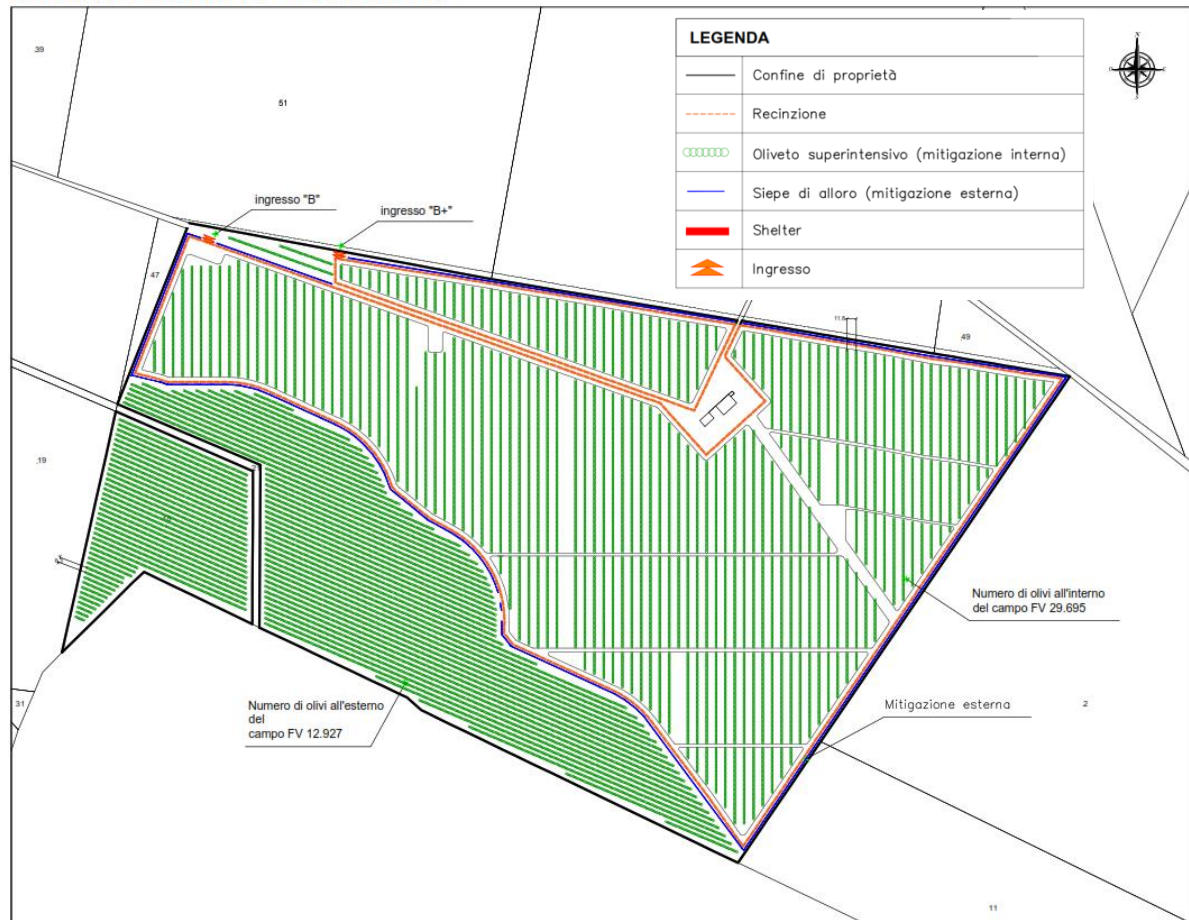 LEGENDA
Confine di proprietà
Recinzione
Oliveto superintensivo (mitigazione interna)
Siepe di alloro (mitigazione esterna)
Shelter
Ingresso
39
51
ingresso "B"
ingresso "B+"
47
49
19
Numero di olivi all'interno
del campo FV 29.695
Numero di olivi all'esterno
del
campo FV 12.927
Mitigazione esterna
31
2
11